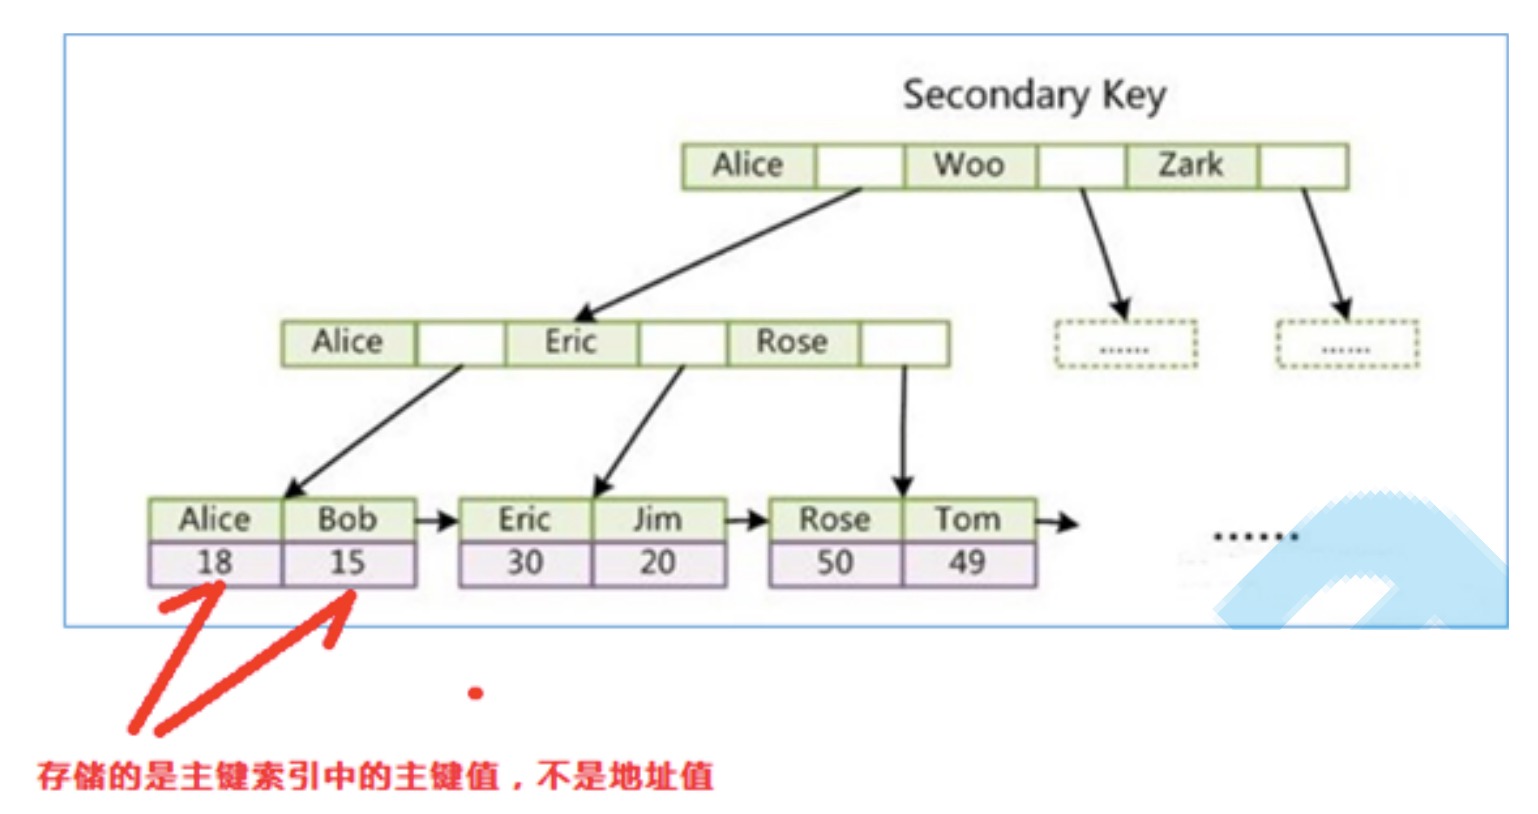 Secondary Key
Alice Woo Zark
Alice Eric Rose ...... ......
Alice Bob Eric Jim Rose Tom
18 15 30 20 50 49
......
存储的是主键索引中的主键值，不是地址值